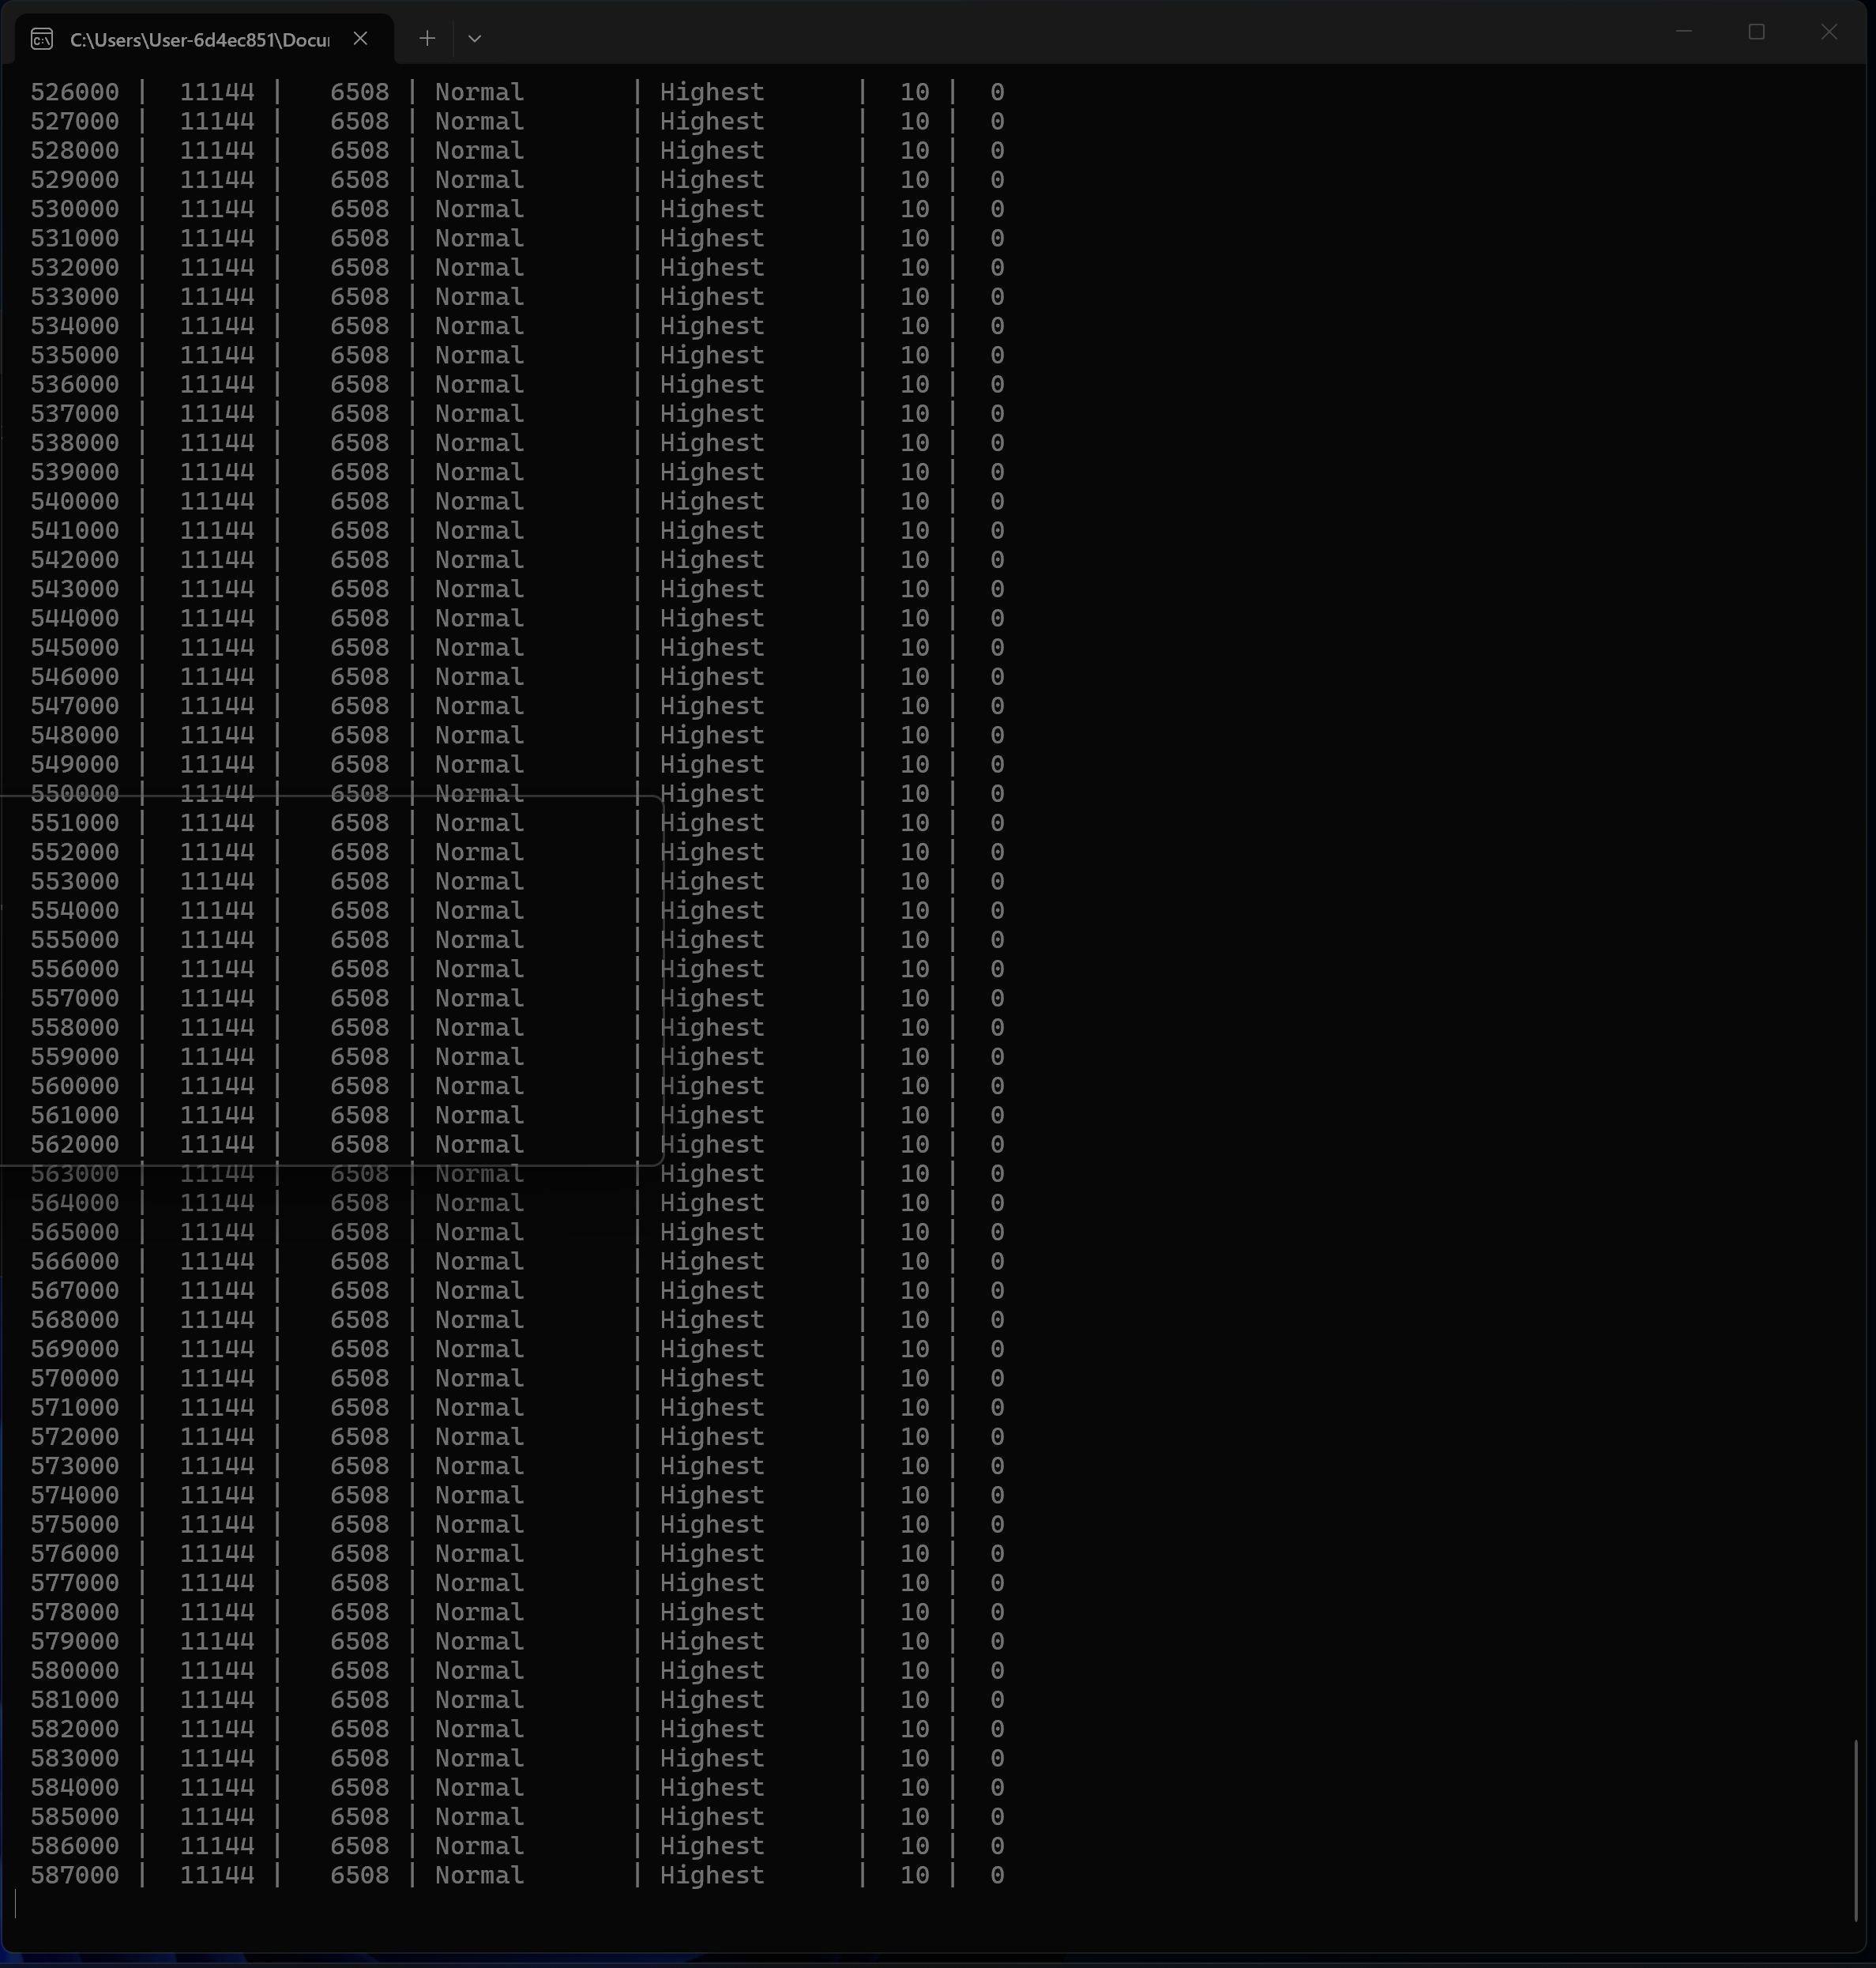 C:\Users\User-6d4ec851\Docu
526000 | 11144 | 6508 | Normal | Highest | 10 | 0
527000 | 11144 | 6508 | Normal | Highest | 10 | 0
528000 | 11144 | 6508 | Normal | Highest | 10 | 0
529000 | 11144 | 6508 | Normal | Highest | 10 | 0
530000 | 11144 | 6508 | Normal | Highest | 10 | 0
531000 | 11144 | 6508 | Normal | Highest | 10 | 0
532000 | 11144 | 6508 | Normal | Highest | 10 | 0
533000 | 11144 | 6508 | Normal | Highest | 10 | 0
534000 | 11144 | 6508 | Normal | Highest | 10 | 0
535000 | 11144 | 6508 | Normal | Highest | 10 | 0
536000 | 11144 | 6508 | Normal | Highest | 10 | 0
537000 | 11144 | 6508 | Normal | Highest | 10 | 0
538000 | 11144 | 6508 | Normal | Highest | 10 | 0
539000 | 11144 | 6508 | Normal | Highest | 10 | 0
540000 | 11144 | 6508 | Normal | Highest | 10 | 0
541000 | 11144 | 6508 | Normal | Highest | 10 | 0
542000 | 11144 | 6508 | Normal | Highest | 10 | 0
543000 | 11144 | 6508 | Normal | Highest | 10 | 0
544000 | 11144 | 6508 | Normal | Highest | 10 | 0
545000 | 11144 | 6508 | Normal | Highest | 10 | 0
546000 | 11144 | 6508 | Normal | Highest | 10 | 0
547000 | 11144 | 6508 | Normal | Highest | 10 | 0
548000 | 11144 | 6508 | Normal | Highest | 10 | 0
549000 | 11144 | 6508 | Normal | Highest | 10 | 0
550000 | 11144 | 6508 | Normal | Highest | 10 | 0
551000 | 11144 | 6508 | Normal | Highest | 10 | 0
552000 | 11144 | 6508 | Normal | Highest | 10 | 0
553000 | 11144 | 6508 | Normal | Highest | 10 | 0
554000 | 11144 | 6508 | Normal | Highest | 10 | 0
555000 | 11144 | 6508 | Normal | Highest | 10 | 0
556000 | 11144 | 6508 | Normal | Highest | 10 | 0
557000 | 11144 | 6508 | Normal | Highest | 10 | 0
558000 | 11144 | 6508 | Normal | Highest | 10 | 0
559000 | 11144 | 6508 | Normal | Highest | 10 | 0
560000 | 11144 | 6508 | Normal | Highest | 10 | 0
561000 | 11144 | 6508 | Normal | Highest | 10 | 0
562000 | 11144 | 6508 | Normal | Highest | 10 | 0
563000 | 11144 | 6508 | Normal | Highest | 10 | 0
564000 | 11144 | 6508 | Normal | Highest | 10 | 0
565000 | 11144 | 6508 | Normal | Highest | 10 | 0
566000 | 11144 | 6508 | Normal | Highest | 10 | 0
567000 | 11144 | 6508 | Normal | Highest | 10 | 0
568000 | 11144 | 6508 | Normal | Highest | 10 | 0
569000 | 11144 | 6508 | Normal | Highest | 10 | 0
570000 | 11144 | 6508 | Normal | Highest | 10 | 0
571000 | 11144 | 6508 | Normal | Highest | 10 | 0
572000 | 11144 | 6508 | Normal | Highest | 10 | 0
573000 | 11144 | 6508 | Normal | Highest | 10 | 0
574000 | 11144 | 6508 | Normal | Highest | 10 | 0
575000 | 11144 | 6508 | Normal | Highest | 10 | 0
576000 | 11144 | 6508 | Normal | Highest | 10 | 0
577000 | 11144 | 6508 | Normal | Highest | 10 | 0
578000 | 11144 | 6508 | Normal | Highest | 10 | 0
579000 | 11144 | 6508 | Normal | Highest | 10 | 0
580000 | 11144 | 6508 | Normal | Highest | 10 | 0
581000 | 11144 | 6508 | Normal | Highest | 10 | 0
582000 | 11144 | 6508 | Normal | Highest | 10 | 0
583000 | 11144 | 6508 | Normal | Highest | 10 | 0
584000 | 11144 | 6508 | Normal | Highest | 10 | 0
585000 | 11144 | 6508 | Normal | Highest | 10 | 0
586000 | 11144 | 6508 | Normal | Highest | 10 | 0
587000 | 11144 | 6508 | Normal | Highest | 10 | 0